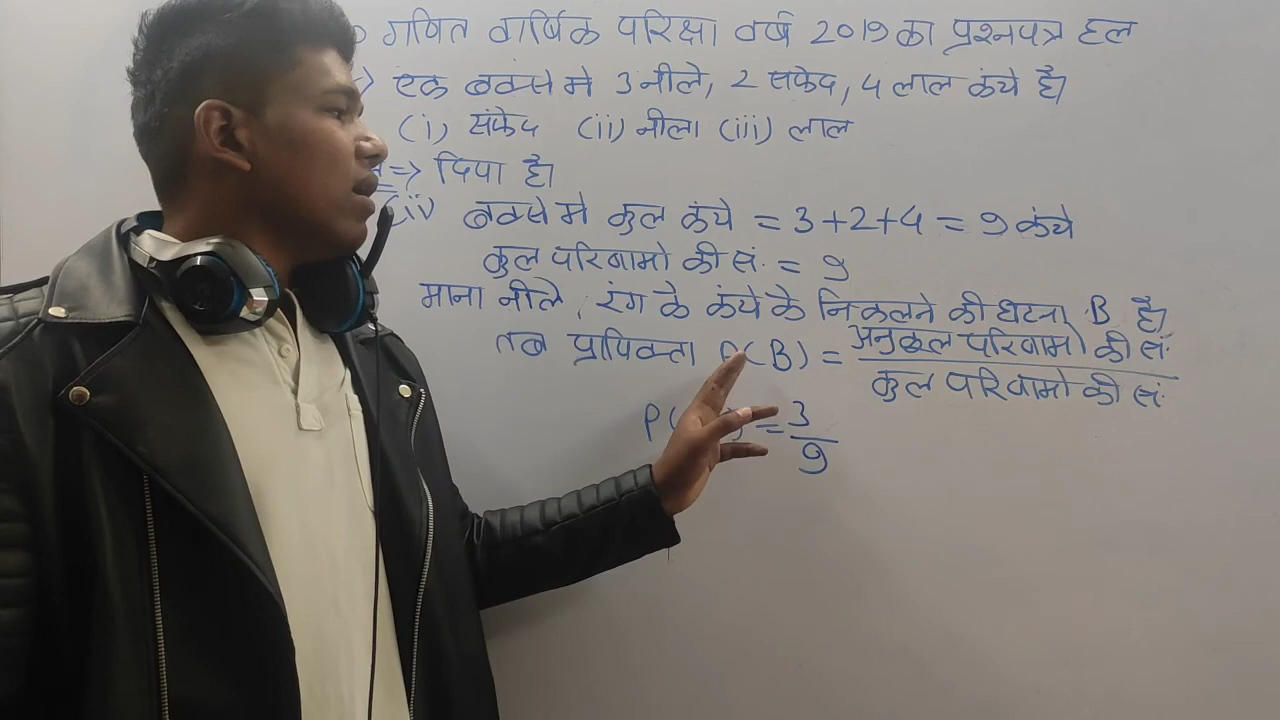 गणित वार्षिक परिक्षा वर्ष 2019 का प्रश्नपत्र हल
एक बक्से मे 3 नीले, 2 सफेद, 4 लाल कंचे है।
(i) संफेद (ii) नीला (iii) लाल
=> दिया है।
(ii) बक्से मे कुल कंचे = 3+2+4 = 9 कंचे
कुल परिणामो की सं. = 9
माना नीले, रंग के कंचे के निकलने की घटना B है।
तब प्रायिकता P(B) = अनुकूल परिणामो की सं.
कुल परिणामो की सं.
P( ) = 3
9